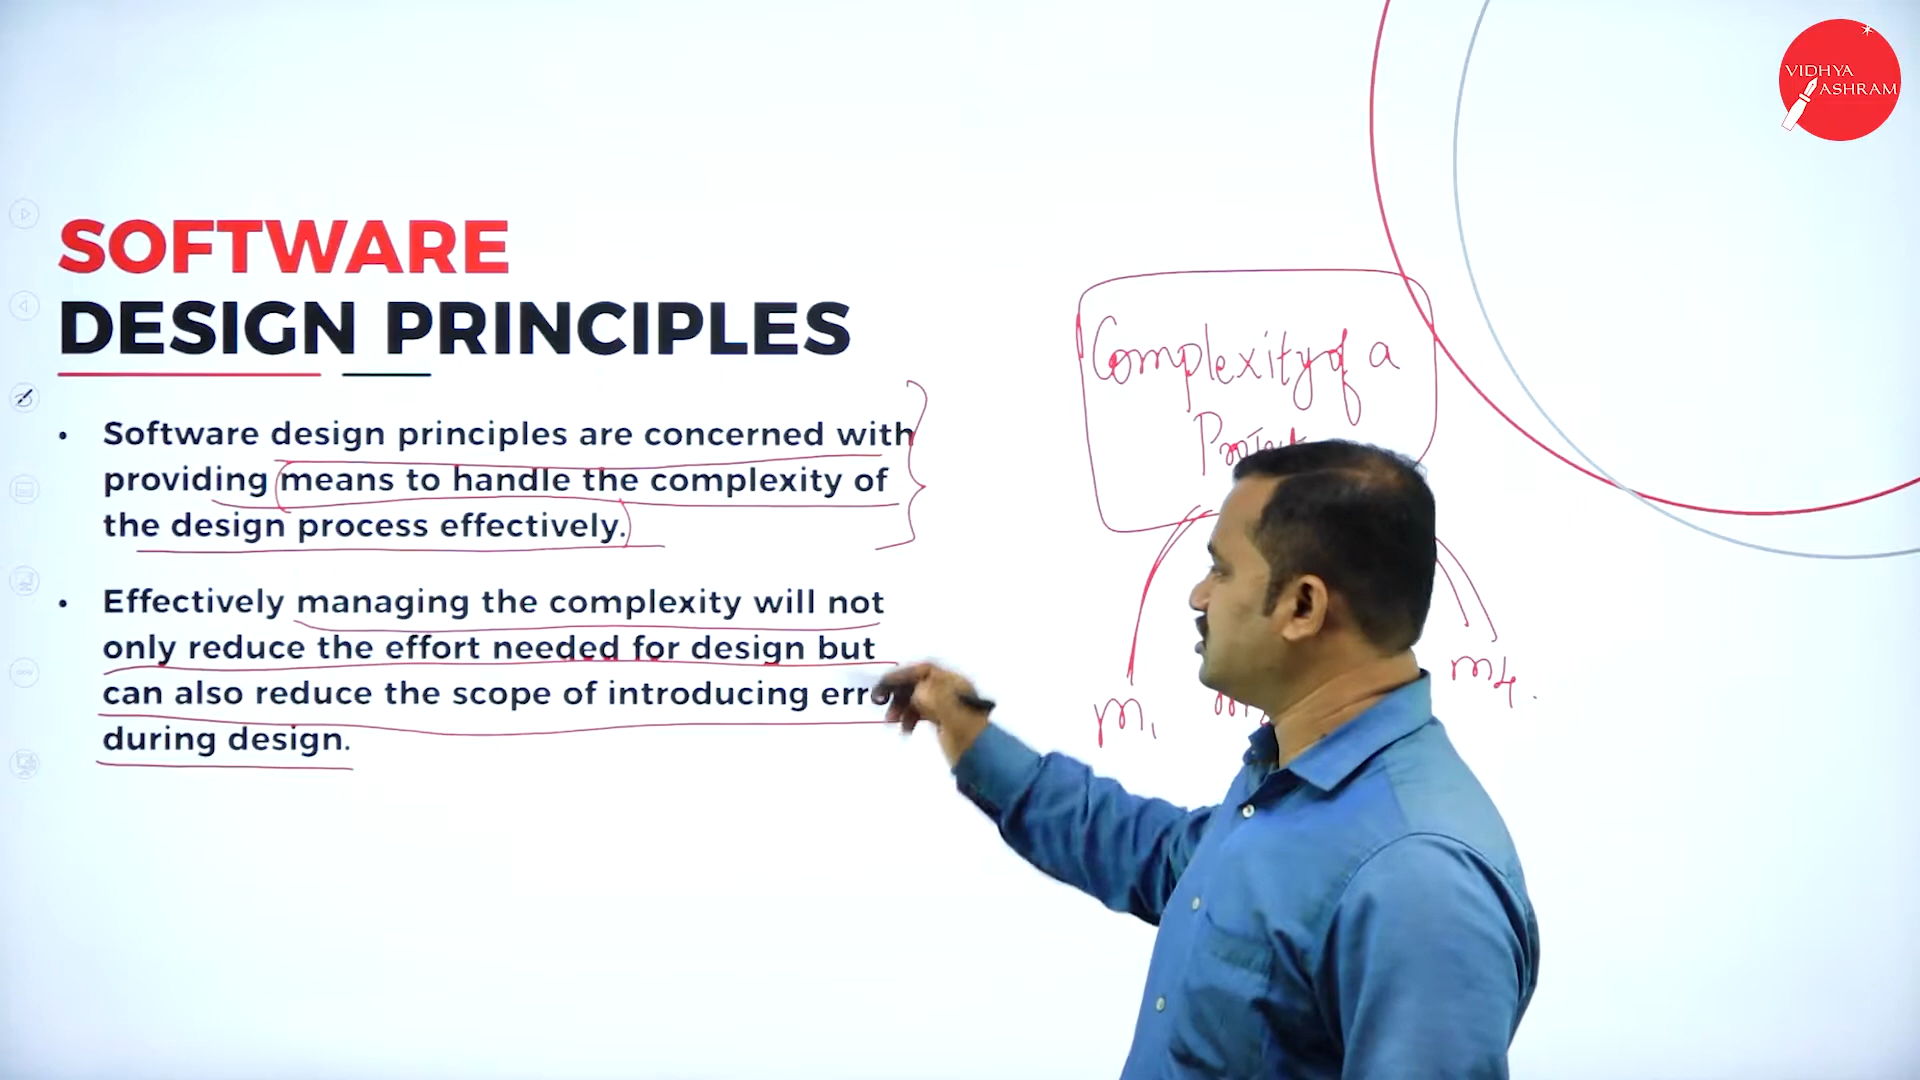 VIDHYA
ASHRAM
SOFTWARE
DESIGN PRINCIPLES
• Software design principles are concerned with
providing means to handle the complexity of
the design process effectively.
• Effectively managing the complexity will not
only reduce the effort needed for design but
can also reduce the scope of introducing
during design.
Complexity of a
m1
m4